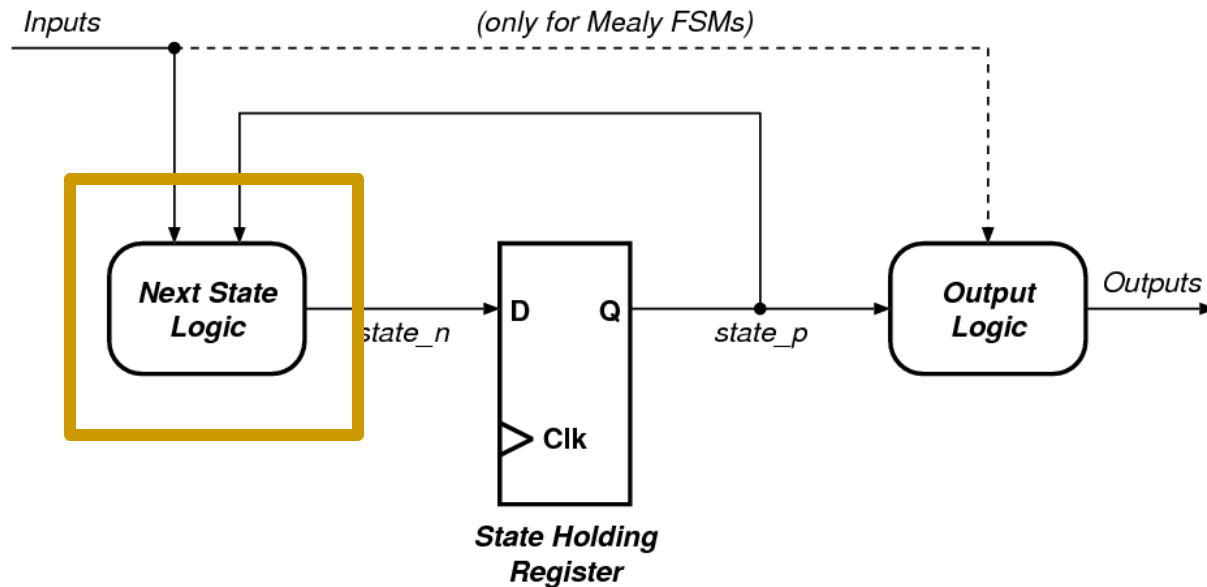 Inputs
(only for Mealy FSMs)
Next State
Logic
state_n
D
Q
Clk
state_p
Output
Logic
Outputs
State Holding
Register